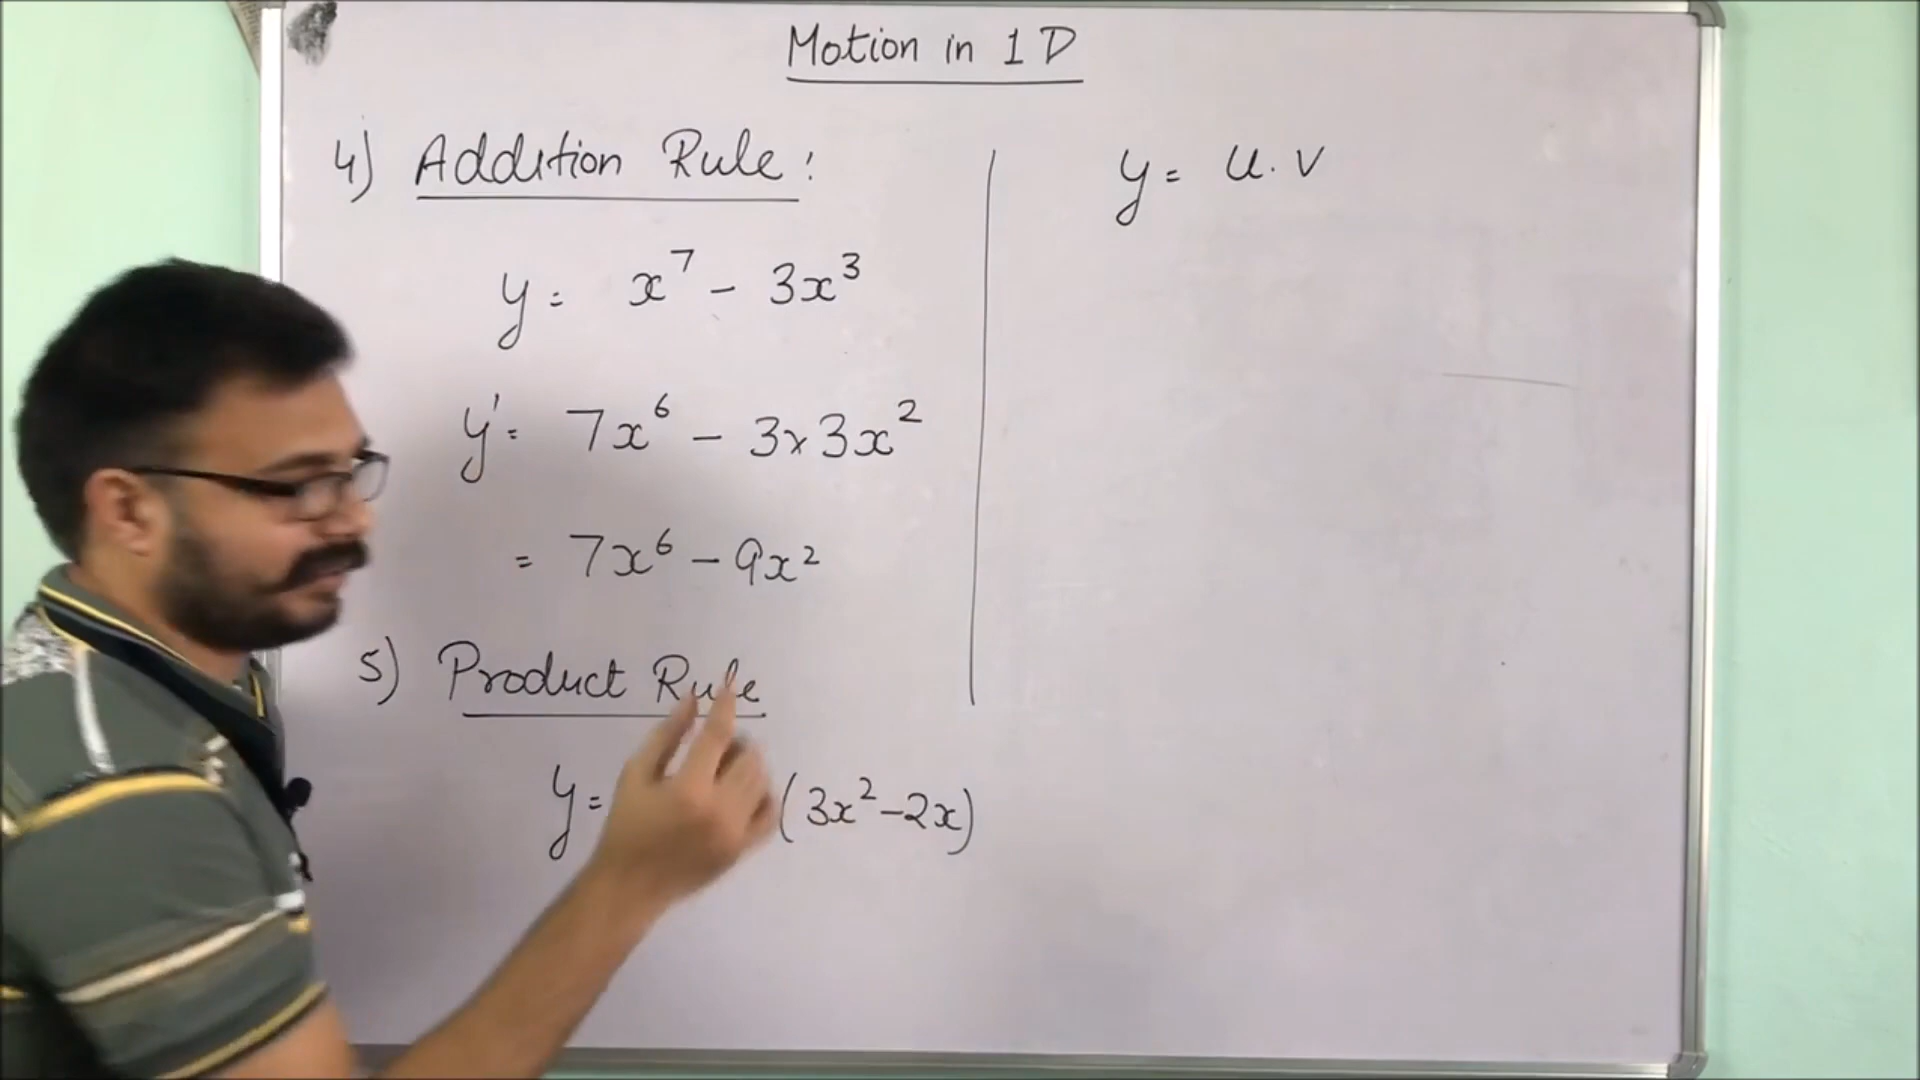 Motion in 1 D
4) Addition Rule:
y = x⁷ - 3x³
y' = 7x⁶ - 3×3x²
= 7x⁶ - 9x²
5) Product Rule
y = (3x²-2x)
y = u.v